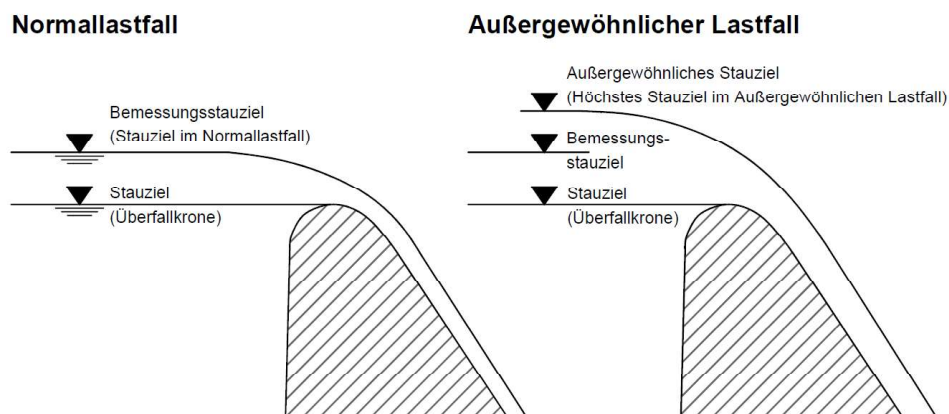 Normallastfall
Bemessungsstauziel
(Stauziel im Normallastfall)
Stauziel
(Überfallkrone)
Außergewöhnlicher Lastfall
Außergewöhnliches Stauziel
(Höchstes Stauziel im Außergewöhnlichen Lastfall)
Bemessungs-
stauziel
Stauziel
(Überfallkrone)